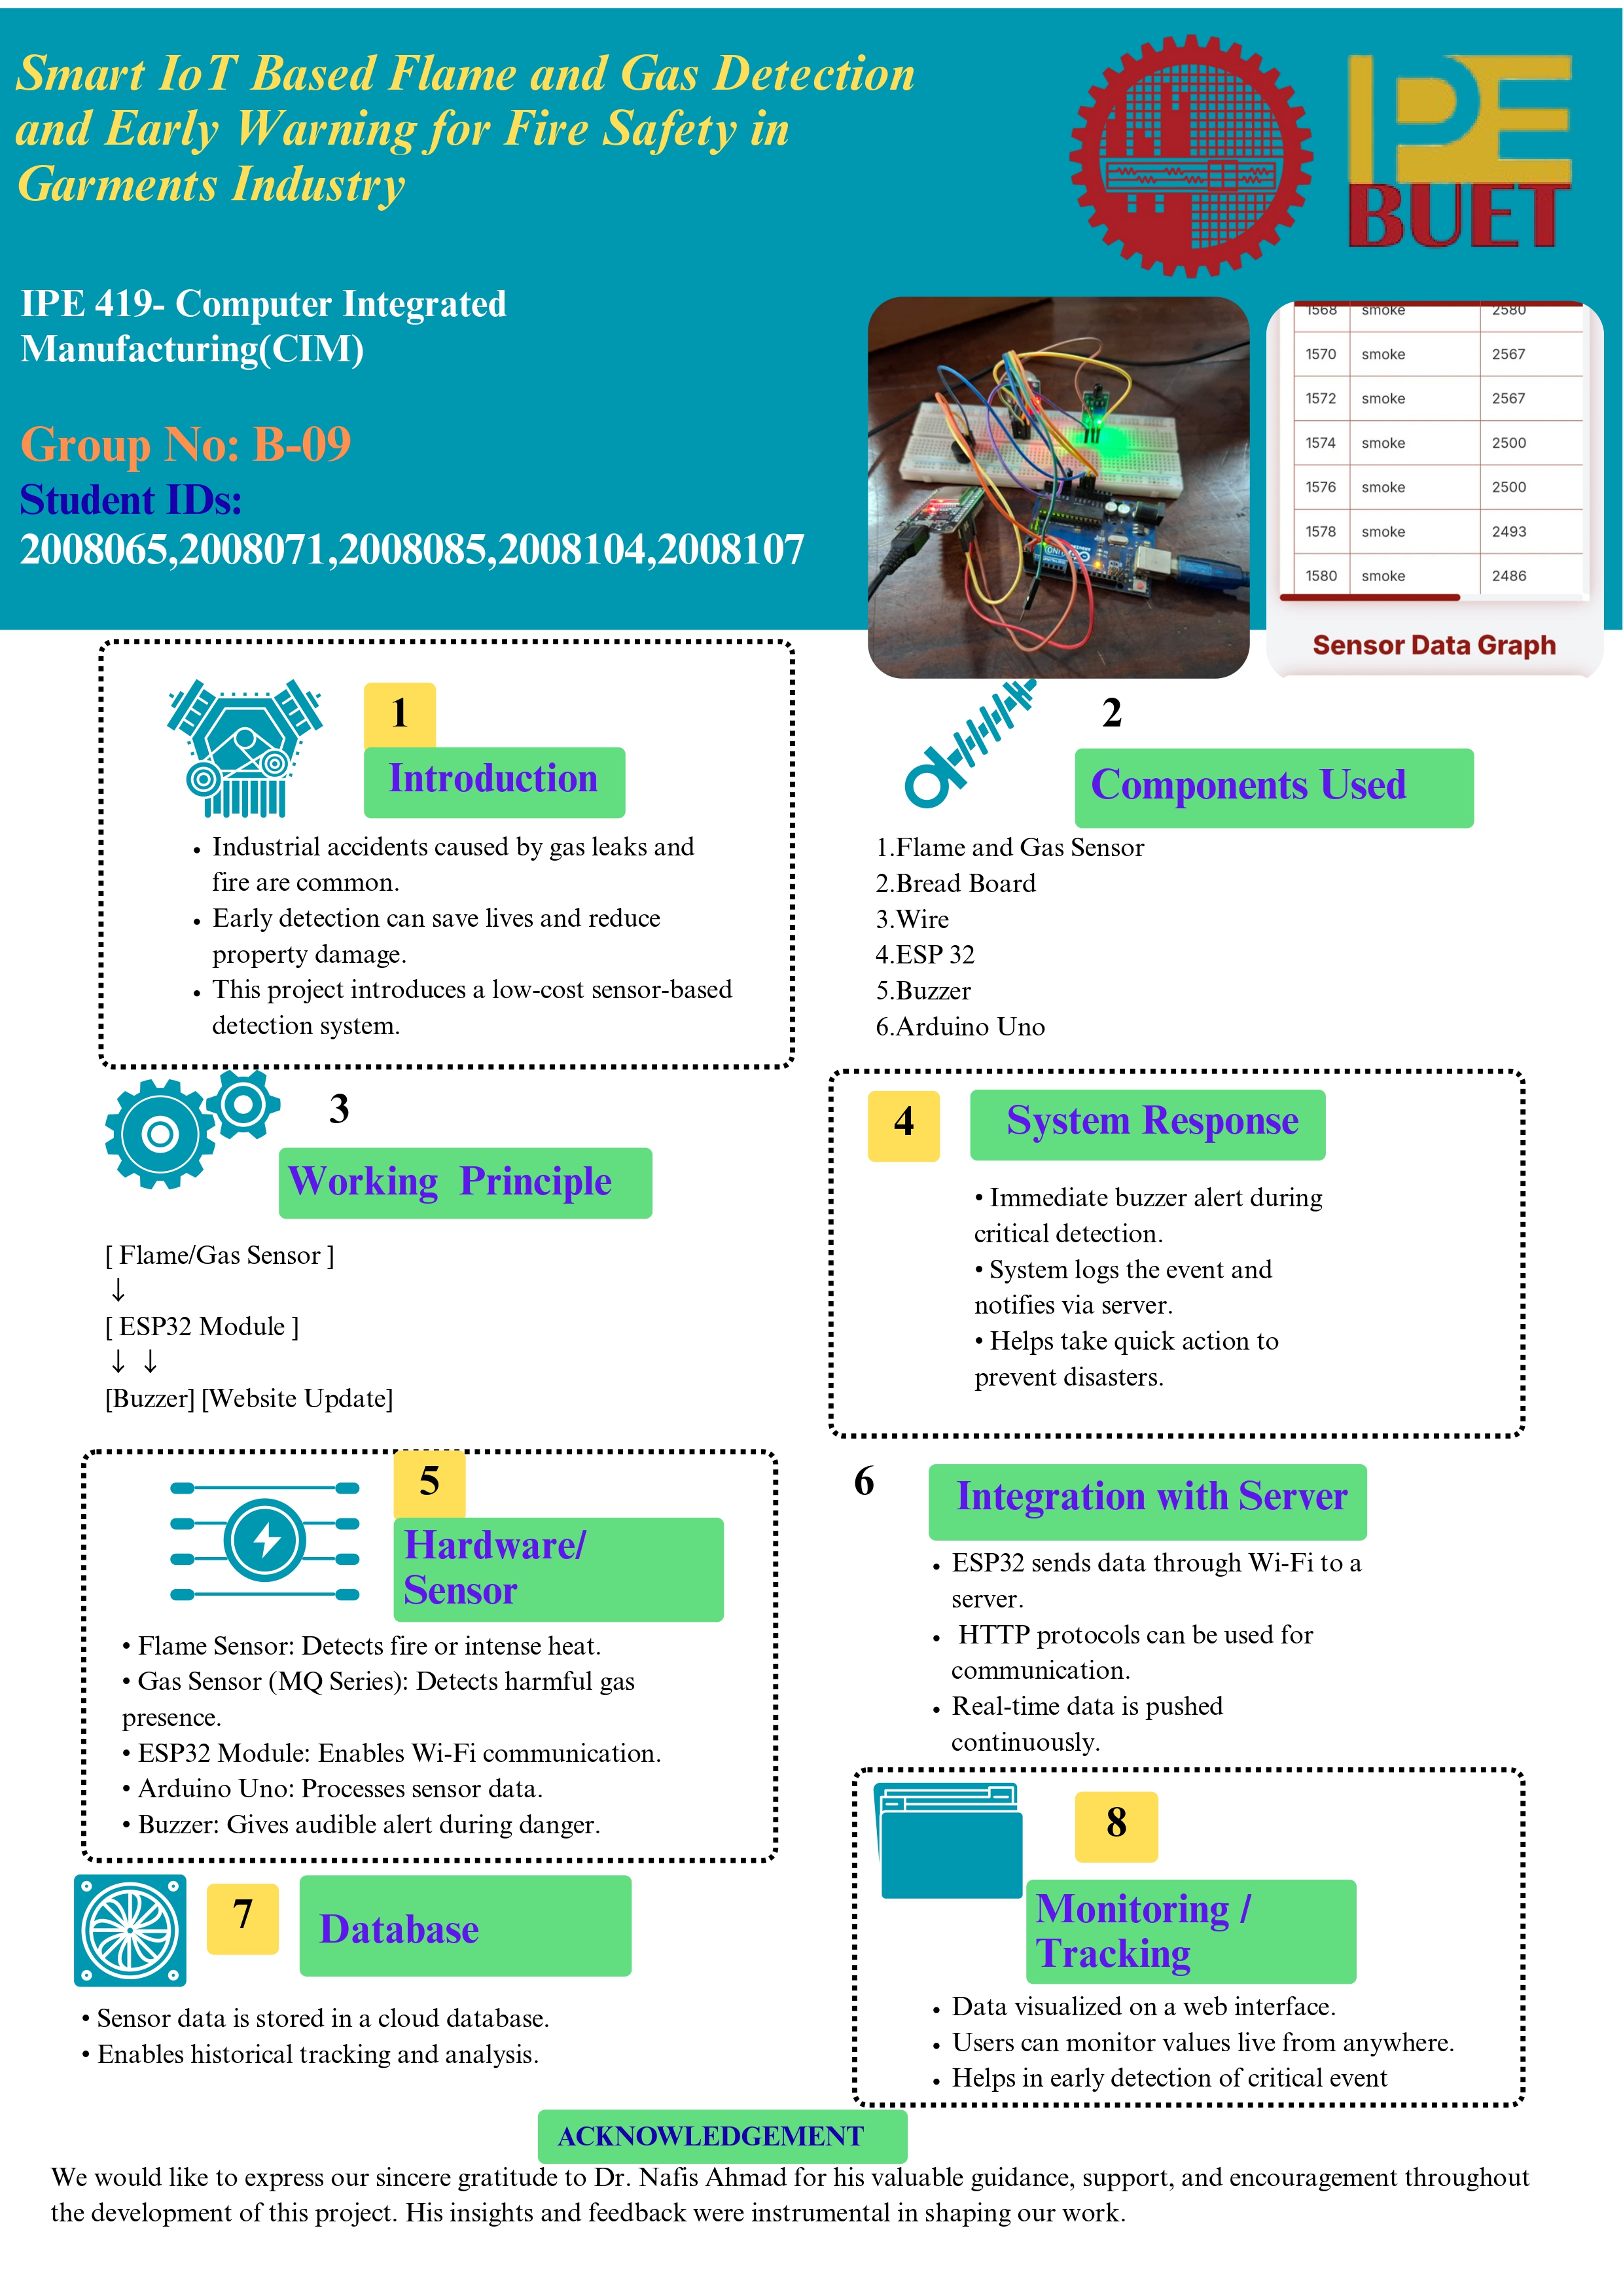 Smart IoT Based Flame and Gas Detection
and Early Warning for Fire Safety in
Garments Industry
IPE
BUET
IPE 419- Computer Integrated
Manufacturing(CIM)
Group No: B-09
Student IDs:
2008065,2008071,2008085,2008104,2008107
1568 smoke 2580
1570 smoke 2567
1572 smoke 2567
1574 smoke 2500
1576 smoke 2500
1578 smoke 2493
1580 smoke 2486
Sensor Data Graph
1
Introduction
• Industrial accidents caused by gas leaks and
fire are common.
• Early detection can save lives and reduce
property damage.
• This project introduces a low-cost sensor-based
detection system.
2
Components Used
1.Flame and Gas Sensor
2.Bread Board
3.Wire
4.ESP 32
5.Buzzer
6.Arduino Uno
3
Working Principle
[ Flame/Gas Sensor ]
↓
[ ESP32 Module ]
↓ ↓
[Buzzer] [Website Update]
4
System Response
• Immediate buzzer alert during
critical detection.
• System logs the event and
notifies via server.
• Helps take quick action to
prevent disasters.
5
Hardware/
Sensor
• Flame Sensor: Detects fire or intense heat.
• Gas Sensor (MQ Series): Detects harmful gas
presence.
• ESP32 Module: Enables Wi-Fi communication.
• Arduino Uno: Processes sensor data.
• Buzzer: Gives audible alert during danger.
6
Integration with Server
• ESP32 sends data through Wi-Fi to a
server.
• HTTP protocols can be used for
communication.
• Real-time data is pushed
continuously.
7
Database
• Sensor data is stored in a cloud database.
• Enables historical tracking and analysis.
8
Monitoring /
Tracking
• Data visualized on a web interface.
• Users can monitor values live from anywhere.
• Helps in early detection of critical event
ACKNOWLEDGEMENT
We would like to express our sincere gratitude to Dr. Nafis Ahmad for his valuable guidance, support, and encouragement throughout
the development of this project. His insights and feedback were instrumental in shaping our work.